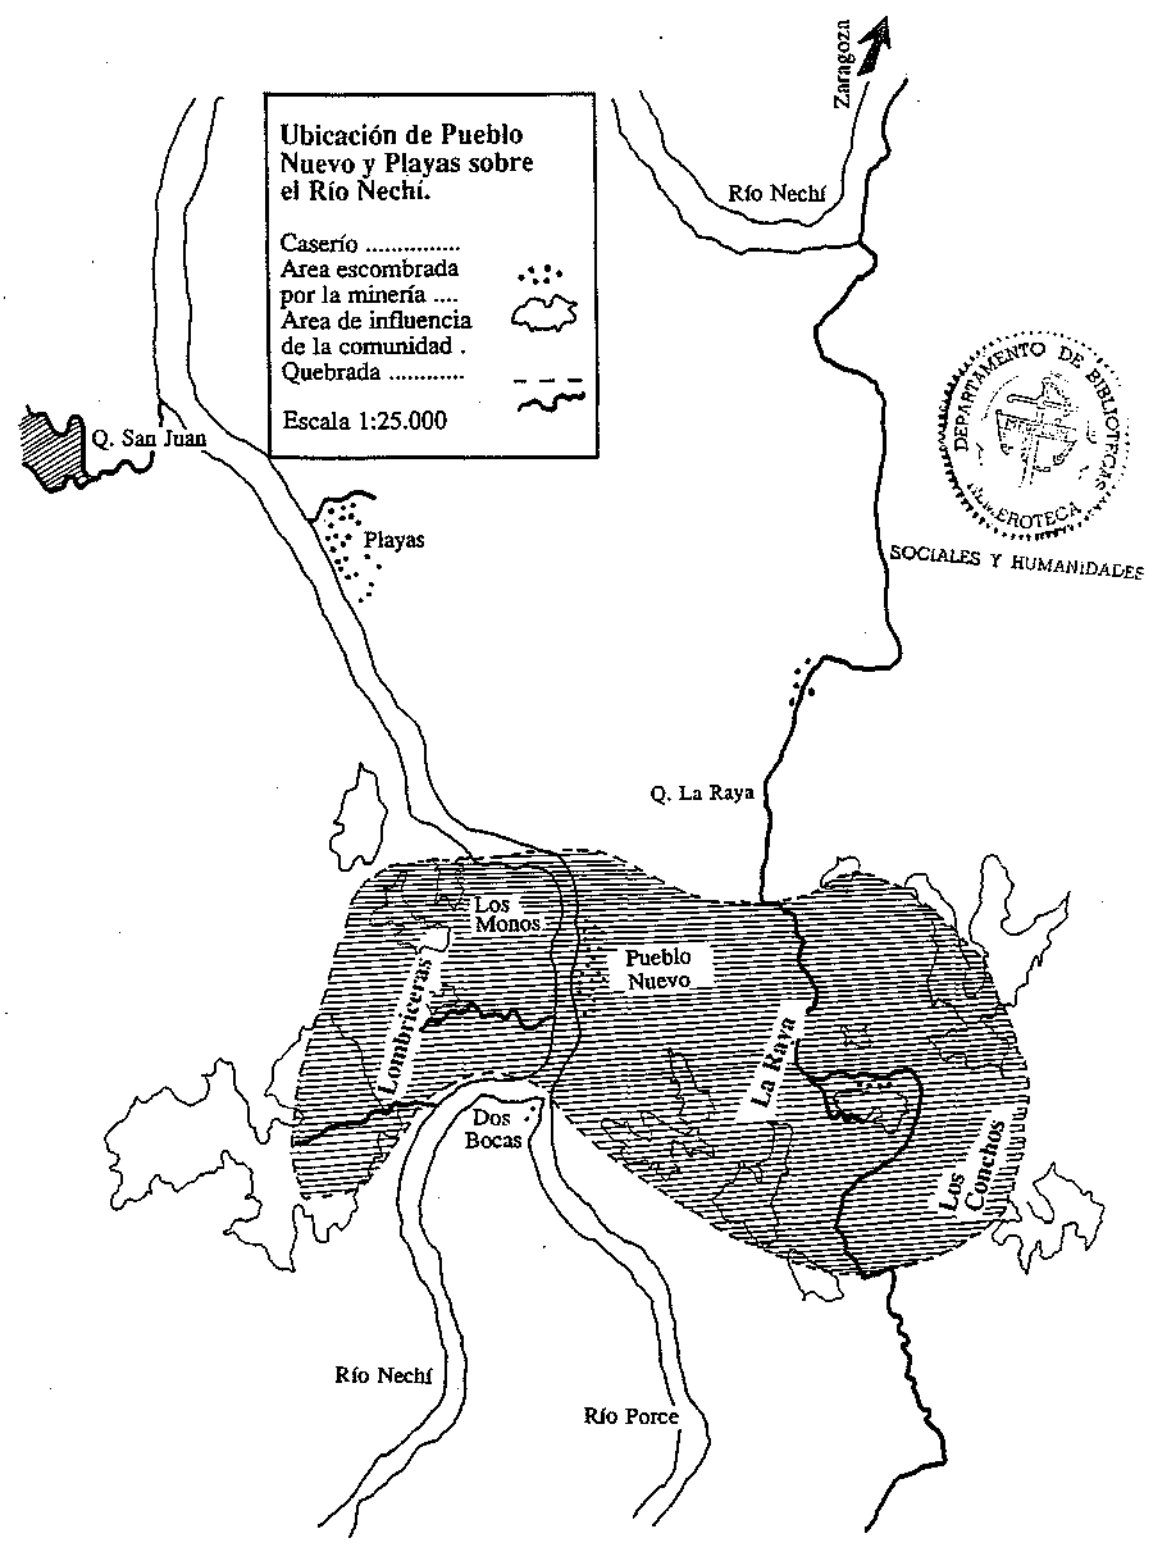 Zaragoza
Ubicación de Pueblo
Nuevo y Playas sobre
el Río Nechí.
Caserío ...............
Area escombrada
por la minería ....
Area de influencia
de la comunidad .
Quebrada ............
Escala 1:25.000
Río Nechí
DEPARTAMENTO DE BIBLIOTECAS
SOCIALES Y HUMANIDADES
Q. San Juan
Playas
Q. La Raya
Los
Monos
Pueblo
Nuevo
Lombriceras
La Raya
Dos
Bocas
Los
Conchos
Río Nechí
Río Porce